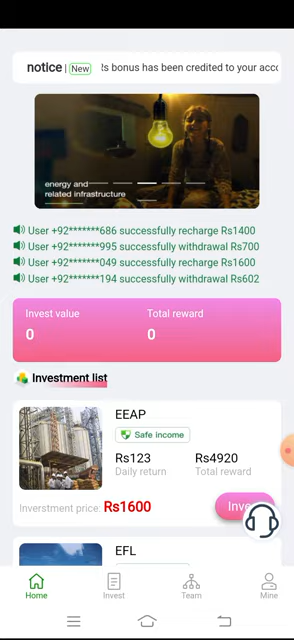 notice | New Rs bonus has been credited to your acco
energy and
related infrastructure
User +92*******686 successfully recharge Rs1400
User +92*******995 successfully withdrawal Rs700
User +92*******049 successfully recharge Rs1600
User +92*******194 successfully withdrawal Rs602
Invest value Total reward
0 0
Investment list
EEAP
Safe income
Rs123 Rs4920
Daily return Total reward
Inverstment price: Rs1600 Inve
EFL
Home Invest Team Mine